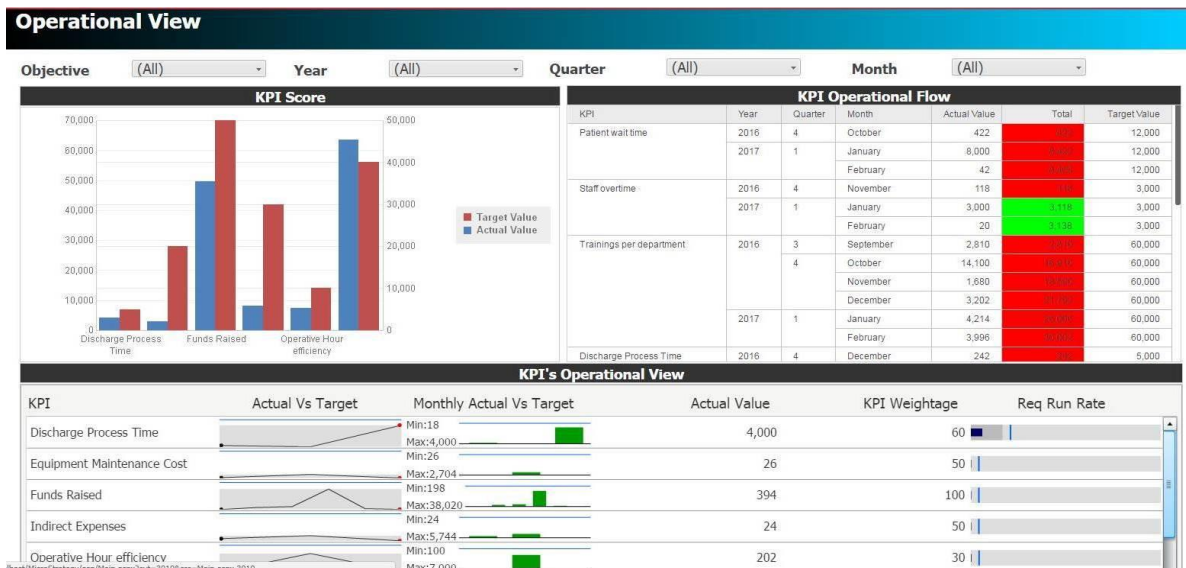 Operational View
Objective (All) Year (All) Quarter (All) Month (All)
KPI Score
70,000
60,000
50,000
40,000
30,000
20,000
10,000
0
50,000
40,000
30,000
20,000
10,000
0
Target Value
Actual Value
Discharge Process Time
Funds Raised
Operative Hour efficiency
KPI Operational Flow
KPI Year Quarter Month Actual Value Total Target Value
Patient wait time 2016 4 October 422 12,000
2017 1 January 8,000 12,000
February 42 12,000
Staff overtime 2016 4 November 118 3,000
2017 1 January 3,000 3,118 3,000
February 20 3,138 3,000
Trainings per department 2016 3 September 2,810 60,000
4 October 14,100 60,000
November 1,680 60,000
December 3,202 60,000
2017 1 January 4,214 60,000
February 3,996 60,000
Discharge Process Time 2016 4 December 242 5,000
KPI's Operational View
KPI Actual Vs Target Monthly Actual Vs Target Actual Value KPI Weightage Req Run Rate
Discharge Process Time Min:18 Max:4,000 4,000 60
Equipment Maintenance Cost Min:26 Max:2,704 26 50
Funds Raised Min:198 Max:38,020 394 100
Indirect Expenses Min:24 Max:5,744 24 50
Operative Hour efficiency Min:100 Max:7,000 202 30